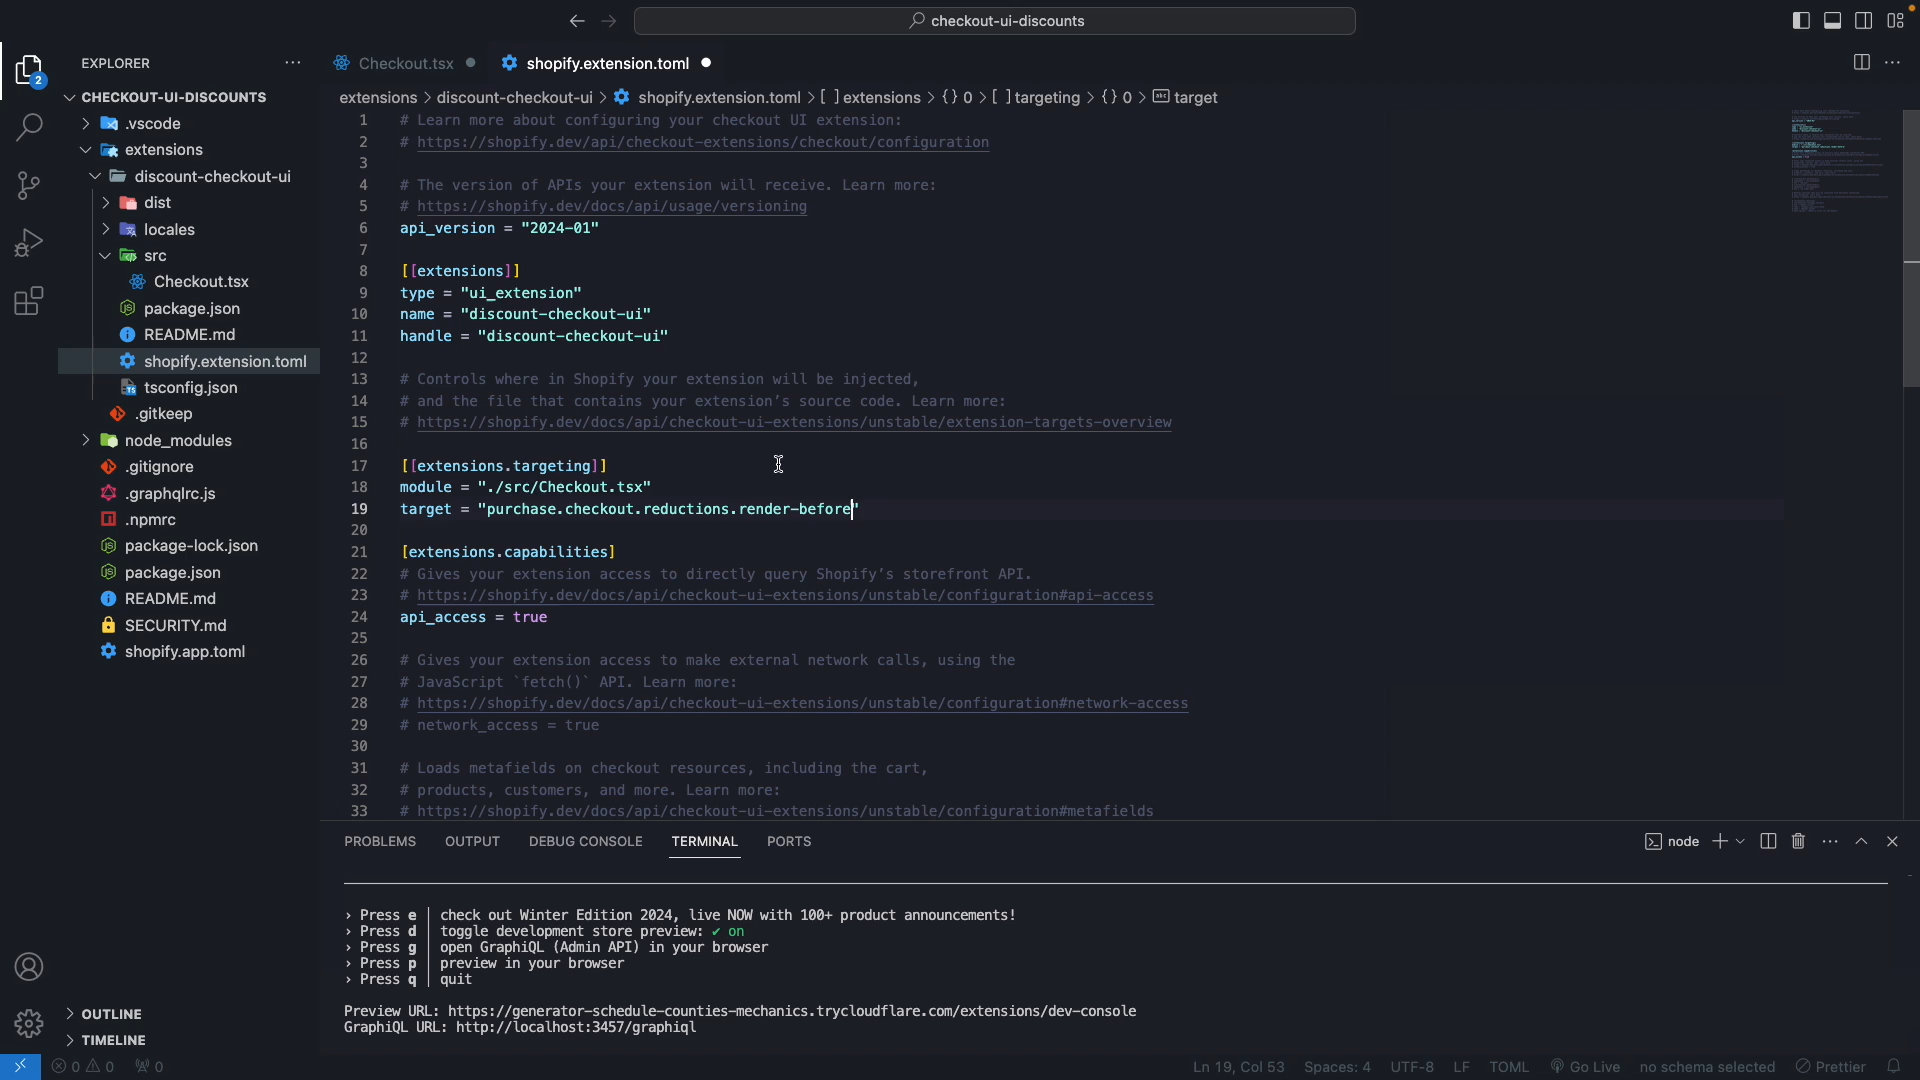 checkout-ui-discounts
EXPLORER
Checkout.tsx
shopify.extension.toml
CHECKOUT-UI-DISCOUNTS
.vscode
extensions
discount-checkout-ui
dist
locales
src
Checkout.tsx
package.json
README.md
shopify.extension.toml
tsconfig.json
.gitkeep
node_modules
.gitignore
.graphqlrc.js
.npmrc
package-lock.json
package.json
README.md
SECURITY.md
shopify.app.toml
OUTLINE
TIMELINE
2
extensions > discount-checkout-ui > shopify.extension.toml > [ ] extensions > {} 0 > [ ] targeting > {} 0 > abc target
1 # Learn more about configuring your checkout UI extension:
2 # https://shopify.dev/api/checkout-extensions/checkout/configuration
3
4 # The version of APIs your extension will receive. Learn more:
5 # https://shopify.dev/docs/api/usage/versioning
6 api_version = "2024-01"
7
8 [[extensions]]
9 type = "ui_extension"
10 name = "discount-checkout-ui"
11 handle = "discount-checkout-ui"
12
13 # Controls where in Shopify your extension will be injected,
14 # and the file that contains your extension's source code. Learn more:
15 # https://shopify.dev/docs/api/checkout-ui-extensions/unstable/extension-targets-overview
16
17 [[extensions.targeting]]
18 module = "./src/Checkout.tsx"
19 target = "purchase.checkout.reductions.render-before"
20
21 [extensions.capabilities]
22 # Gives your extension access to directly query Shopify's storefront API.
23 # https://shopify.dev/docs/api/checkout-ui-extensions/unstable/configuration#api-access
24 api_access = true
25
26 # Gives your extension access to make external network calls, using the
27 # JavaScript `fetch()` API. Learn more:
28 # https://shopify.dev/docs/api/checkout-ui-extensions/unstable/configuration#network-access
29 # network_access = true
30
31 # Loads metafields on checkout resources, including the cart,
32 # products, customers, and more. Learn more:
33 # https://shopify.dev/docs/api/checkout-ui-extensions/unstable/configuration#metafields
PROBLEMS OUTPUT DEBUG CONSOLE TERMINAL PORTS
node
› Press e | check out Winter Edition 2024, live NOW with 100+ product announcements!
› Press d | toggle development store preview: ✔ on
› Press g | open GraphiQL (Admin API) in your browser
› Press p | preview in your browser
› Press q | quit
Preview URL: https://generator-schedule-counties-mechanics.trycloudflare.com/extensions/dev-console
GraphiQL URL: http://localhost:3457/graphiql
0 0 0 Ln 19, Col 53 Spaces: 4 UTF-8 LF TOML Go Live no schema selected Prettier